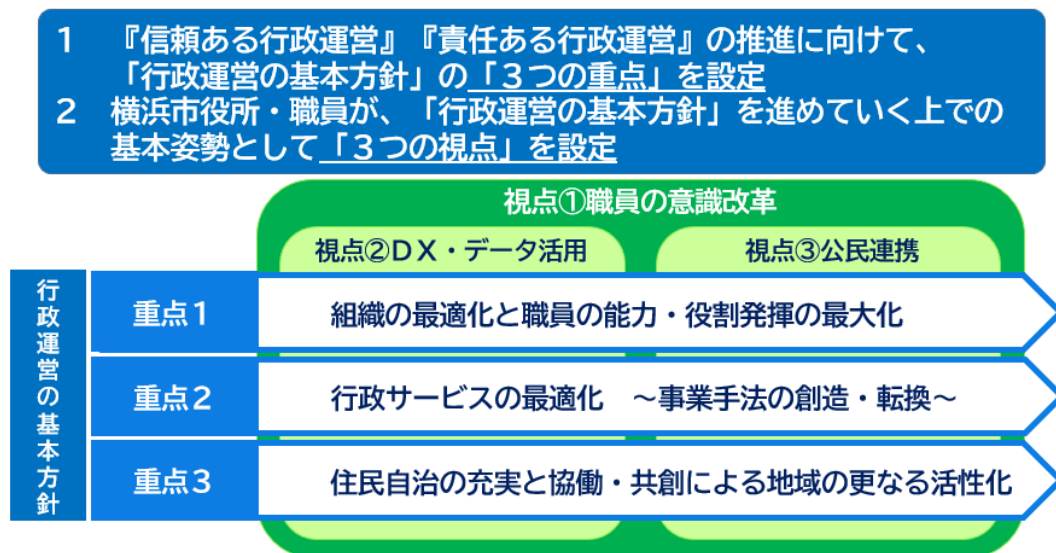 1　『信頼ある行政運営』『責任ある行政運営』の推進に向けて、
「行政運営の基本方針」の「３つの重点」を設定
2　横浜市役所・職員が、「行政運営の基本方針」を進めていく上での
基本姿勢として「３つの視点」を設定
視点①職員の意識改革
視点②ＤＸ・データ活用
視点③公民連携
行政運営の基本方針
重点１
組織の最適化と職員の能力・役割発揮の最大化
重点２
行政サービスの最適化　～事業手法の創造・転換～
重点３
住民自治の充実と協働・共創による地域の更なる活性化